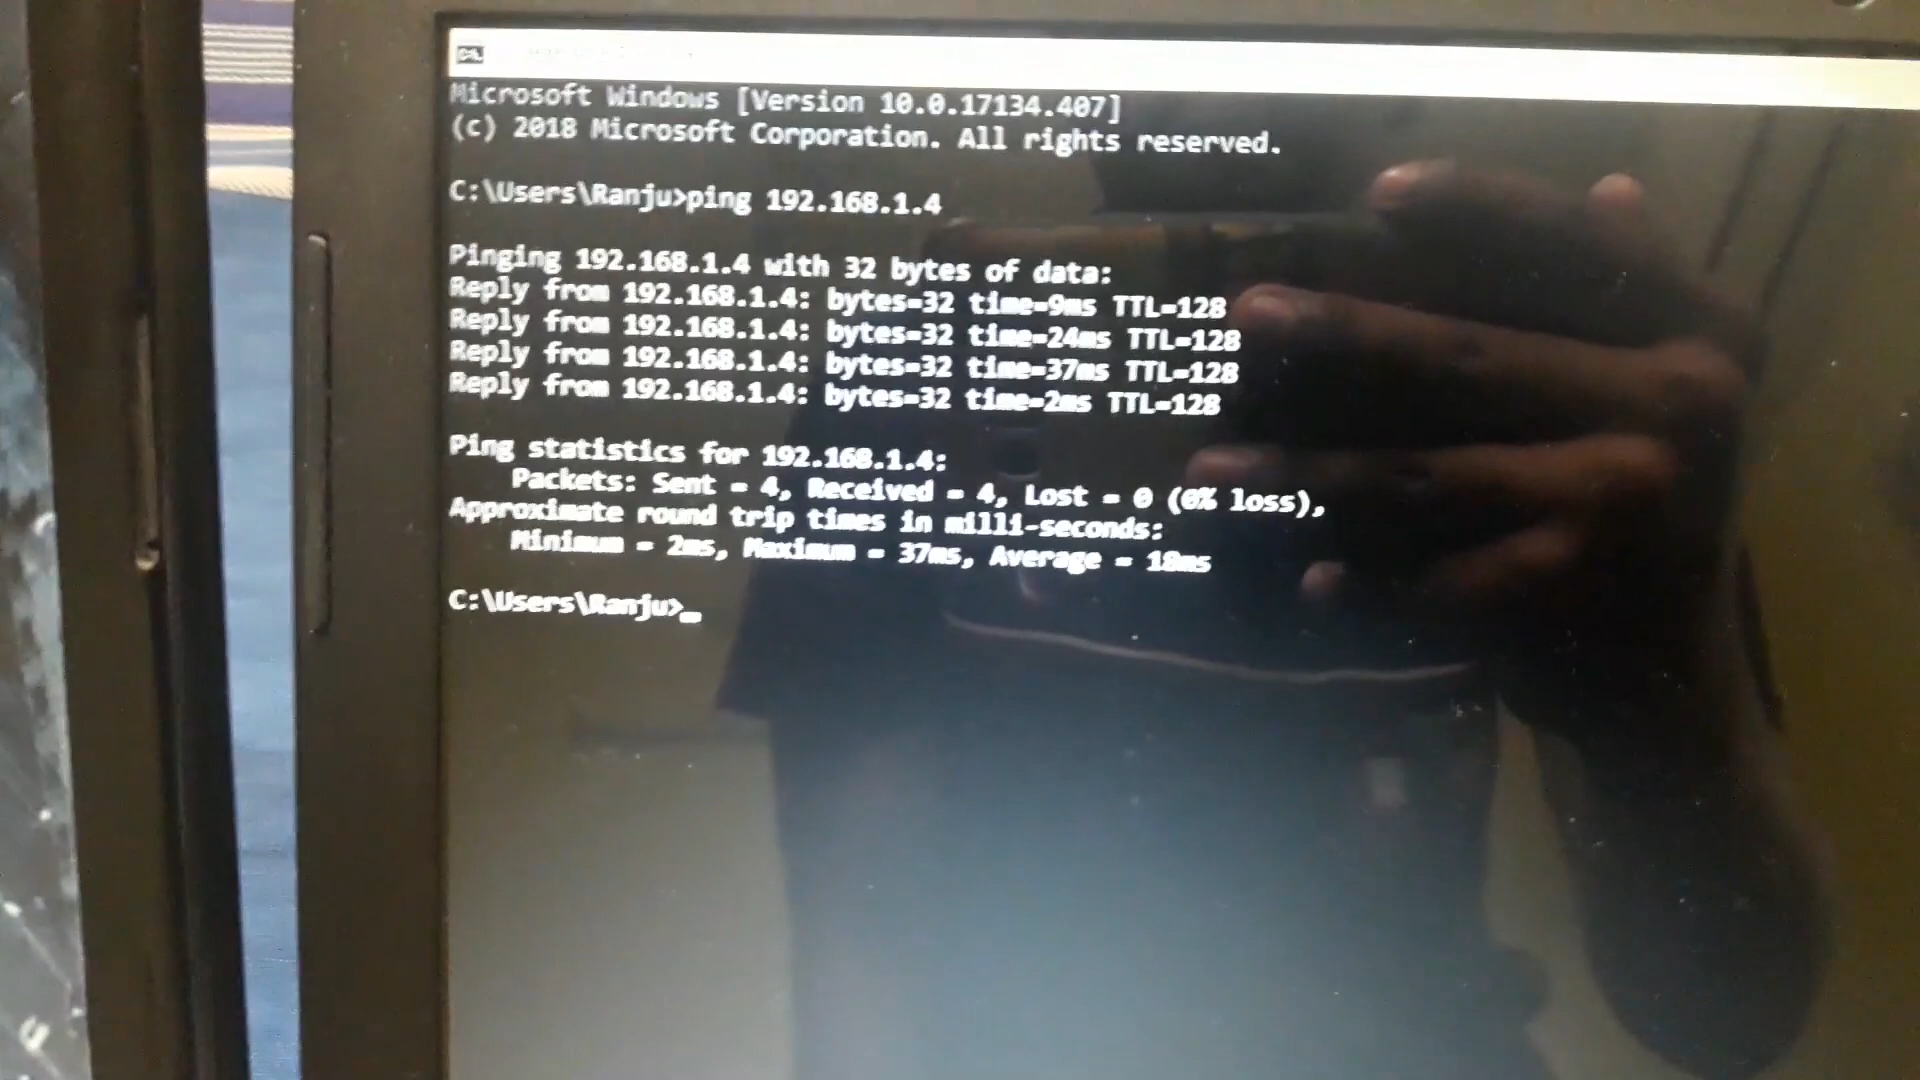 Microsoft Windows [Version 10.0.17134.407]
(c) 2018 Microsoft Corporation. All rights reserved.
C:\Users\Ranju>ping 192.168.1.4
Pinging 192.168.1.4 with 32 bytes of data:
Reply from 192.168.1.4: bytes=32 time=9ms TTL=128
Reply from 192.168.1.4: bytes=32 time=24ms TTL=128
Reply from 192.168.1.4: bytes=32 time=37ms TTL=128
Reply from 192.168.1.4: bytes=32 time=2ms TTL=128
Ping statistics for 192.168.1.4:
Packets: Sent = 4, Received = 4, Lost = 0 (0% loss),
Approximate round trip times in milli-seconds:
Minimum = 2ms, Maximum = 37ms, Average = 18ms
C:\Users\Ranju>_